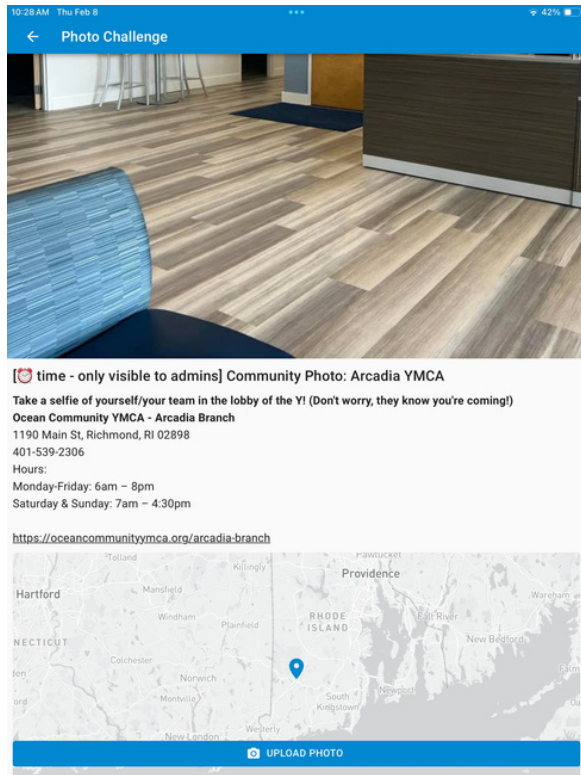 10:28 AM Thu Feb 8
42%
Photo Challenge
[⏰ time - only visible to admins] Community Photo: Arcadia YMCA
Take a selfie of yourself/your team in the lobby of the Y! (Don't worry, they know you're coming!)
Ocean Community YMCA - Arcadia Branch
1190 Main St, Richmond, RI 02898
401-539-2306
Hours:
Monday-Friday: 6am – 8pm
Saturday & Sunday: 7am – 4:30pm
https://oceancommunityymca.org/arcadia-branch
Tolland
Killingly
Pawtucket
Providence
Hartford
Mansfield
Wareham
Windham
Plainfield
RHODE
ISLAND
Fall River
New Bedford
NECTICUT
Colchester
Norwich
Montville
Newport
South
Kingstown
Westerly
New London
UPLOAD PHOTO